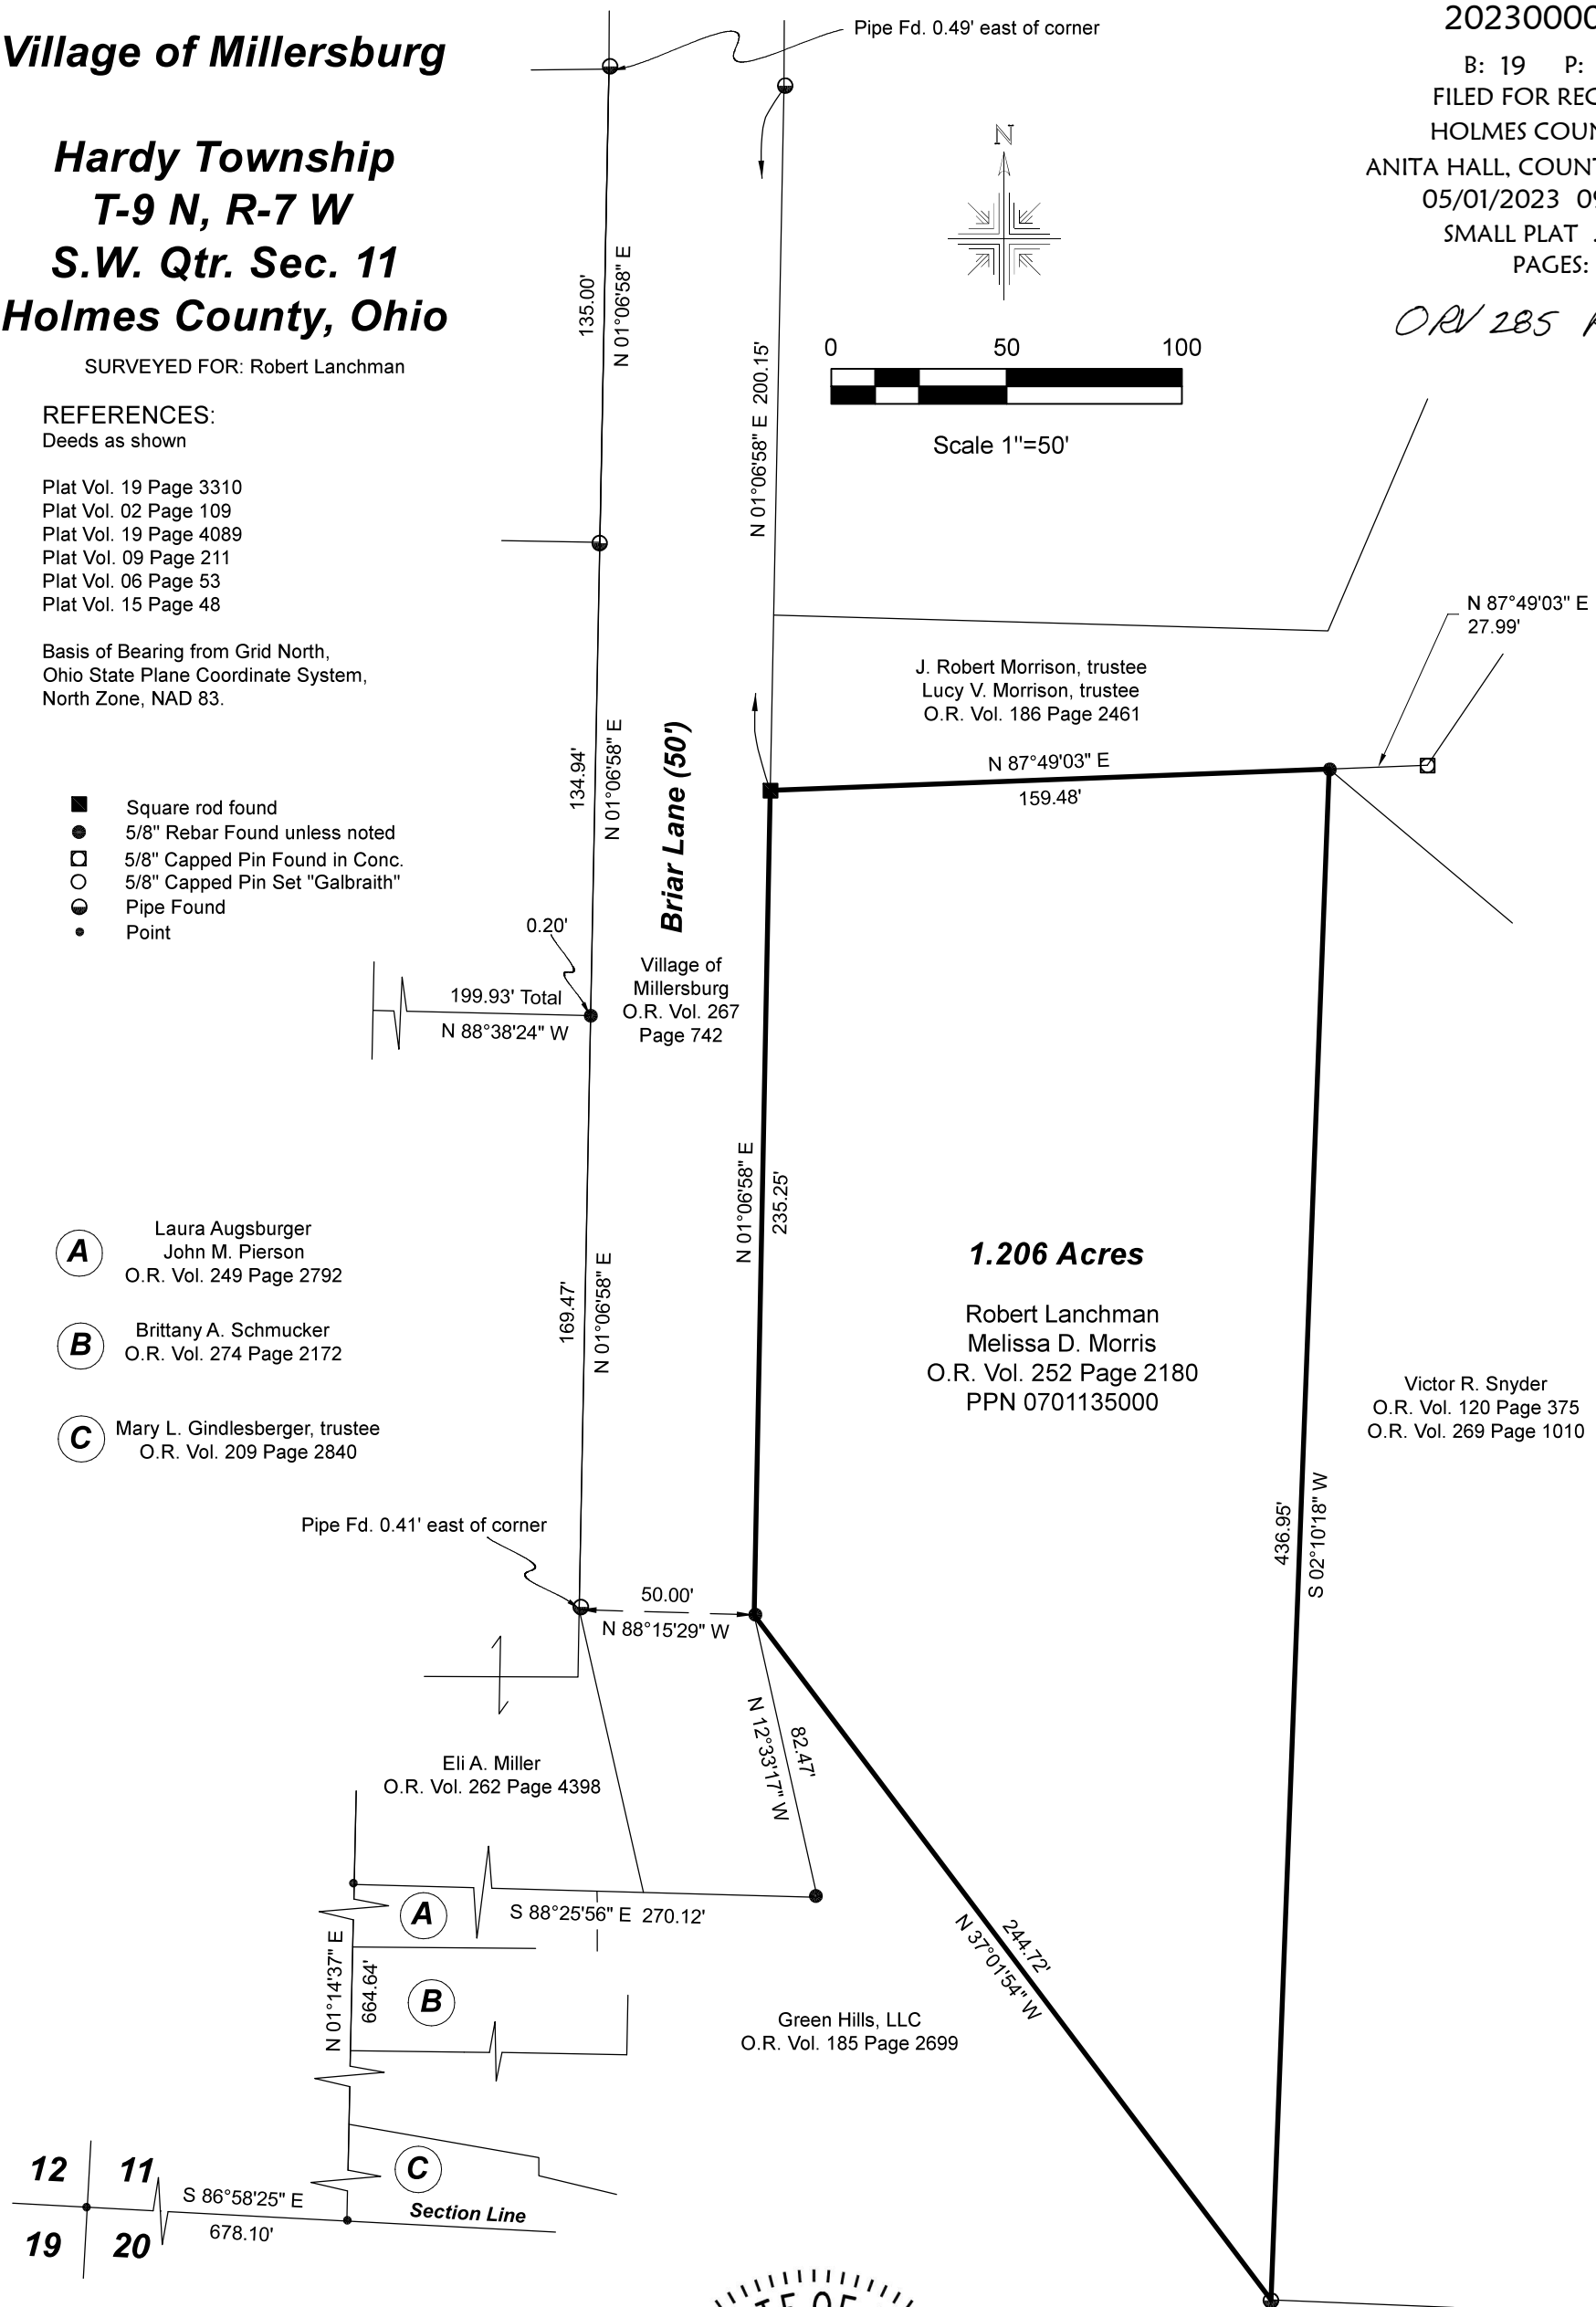 Village of Millersburg
Hardy Township
T-9 N, R-7 W
S.W. Qtr. Sec. 11
Holmes County, Ohio
SURVEYED FOR: Robert Lanchman
REFERENCES:
Deeds as shown
Plat Vol. 19 Page 3310
Plat Vol. 02 Page 109
Plat Vol. 19 Page 4089
Plat Vol. 09 Page 211
Plat Vol. 06 Page 53
Plat Vol. 15 Page 48
Basis of Bearing from Grid North,
Ohio State Plane Coordinate System,
North Zone, NAD 83.
Square rod found
5/8" Rebar Found unless noted
5/8" Capped Pin Found in Conc.
5/8" Capped Pin Set "Galbraith"
Pipe Found
Point
Pipe Fd. 0.49' east of corner
B: 19 P:
HOLMES
ANITA HALL,
05/01/2023
SMALL PLAT
PAGES:
FILED FOR
ORV 285
N
0 50 100
Scale 1"=50'
135.00'
N 01°06'58" E
N 01°06'58" E 200.15'
N 87°49'03" E
27.99'
J. Robert Morrison, trustee
Lucy V. Morrison, trustee
O.R. Vol. 186 Page 2461
N 87°49'03" E
159.48'
134.94'
N 01°06'58" E
Briar Lane (50')
0.20'
199.93' Total
N 88°38'24" W
Village of
Millersburg
O.R. Vol. 267
Page 742
N 01°06'58" E
235.25'
169.47'
N 01°06'58" E
A
Laura Augsburger
John M. Pierson
O.R. Vol. 249 Page 2792
B
Brittany A. Schmucker
O.R. Vol. 274 Page 2172
C
Mary L. Gindlesberger, trustee
O.R. Vol. 209 Page 2840
1.206 Acres
Robert Lanchman
Melissa D. Morris
O.R. Vol. 252 Page 2180
PPN 0701135000
Victor R. Snyder
O.R. Vol. 120 Page 375
O.R. Vol. 269 Page 1010
436.95'
S 02°10'18" W
Pipe Fd. 0.41' east of corner
50.00'
N 88°15'29" W
N 12°33'17" W
82.47'
Eli A. Miller
O.R. Vol. 262 Page 4398
A
S 88°25'56" E 270.12'
N 01°14'37" E
664.64'
B
244.72'
N 37°01'54" W
Green Hills, LLC
O.R. Vol. 185 Page 2699
C
12 11
S 86°58'25" E
678.10'
Section Line
19 20
OF